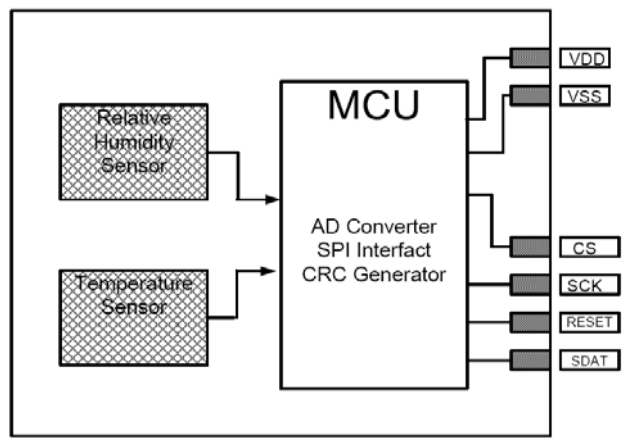 Relative
Humidity
Sensor
Temperature
Sensor
MCU
AD Converter
SPI Interfact
CRC Generator
VDD
VSS
CS
SCK
RESET
SDAT